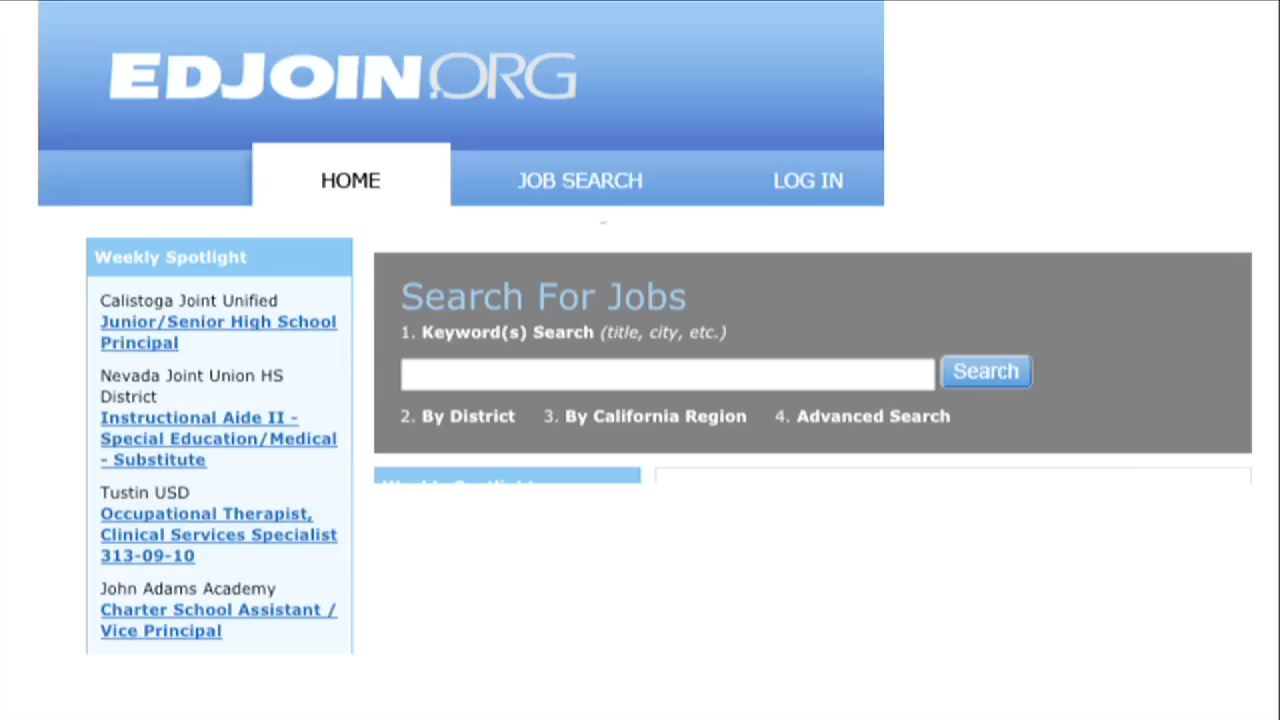 EDJOIN.ORG
HOME JOB SEARCH LOG IN
Weekly Spotlight
Calistoga Joint Unified
Junior/Senior High School
Principal
Nevada Joint Union HS
District
Instructional Aide II -
Special Education/Medical
- Substitute
Tustin USD
Occupational Therapist,
Clinical Services Specialist
313-09-10
John Adams Academy
Charter School Assistant /
Vice Principal
Search For Jobs
1. Keyword(s) Search (title, city, etc.)
Search
2. By District 3. By California Region 4. Advanced Search
Weekly Spotlight